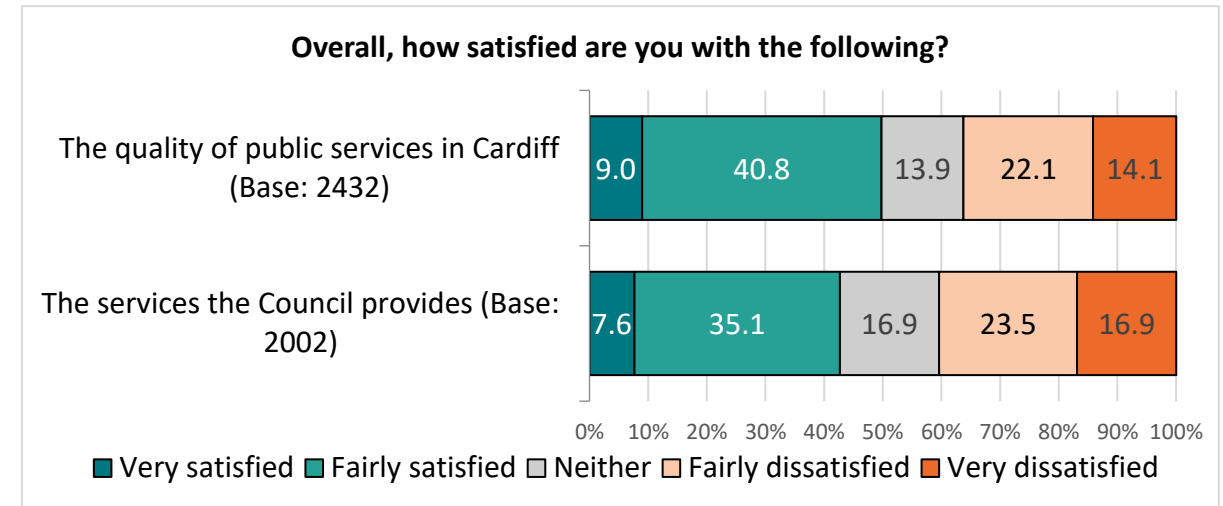 Overall, how satisfied are you with the following?
The quality of public services in Cardiff
(Base: 2432)
9.0 40.8 13.9 22.1 14.1
The services the Council provides (Base:
2002)
7.6 35.1 16.9 23.5 16.9
0% 10% 20% 30% 40% 50% 60% 70% 80% 90% 100%
Very satisfied Fairly satisfied Neither Fairly dissatisfied Very dissatisfied